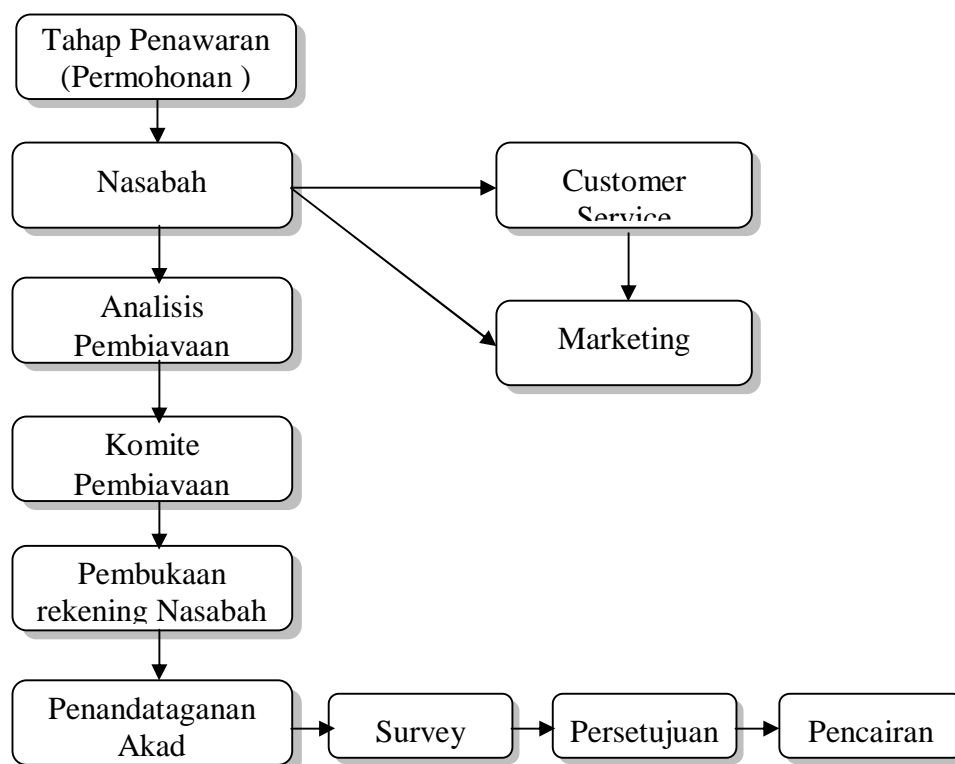 Tahap Penawaran
(Permohonan )
Nasabah
Customer
Service
Analisis
Pembiayaan
Marketing
Komite
Pembiayaan
Pembukaan
rekening Nasabah
Penandataganan
Akad
Survey
Persetujuan
Pencairan